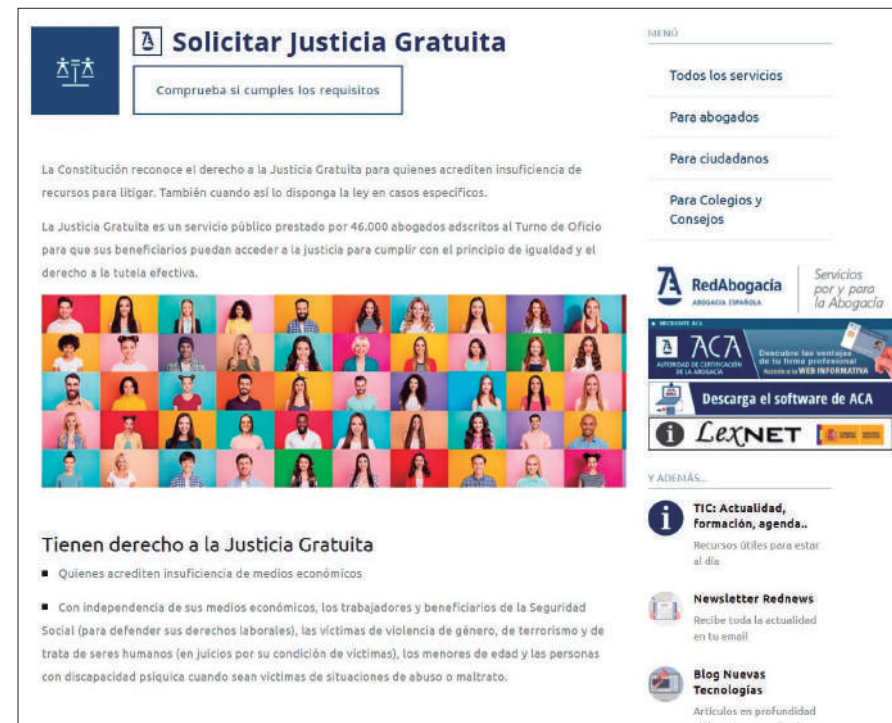 Solicitar Justicia Gratuita
Comprueba si cumples los requisitos
La Constitución reconoce el derecho a la Justicia Gratuita para quienes acrediten insuficiencia de
recursos para litigar. También cuando así lo disponga la ley en casos específicos.
La Justicia Gratuita es un servicio público prestado por 46.000 abogados adscritos al Turno de Oficio
para que sus beneficiarios puedan acceder a la justicia para cumplir con el principio de igualdad y el
derecho a la tutela efectiva.
Tienen derecho a la Justicia Gratuita
■ Quienes acrediten insuficiencia de medios económicos
■ Con independencia de sus medios económicos, los trabajadores y beneficiarios de la Seguridad
Social (para defender sus derechos laborales), las víctimas de violencia de género, de terrorismo y de
trata de seres humanos (en juicios por su condición de víctimas), los menores de edad y las personas
con discapacidad psíquica cuando sean víctimas de situaciones de abuso o maltrato.
MENÚ
Todos los servicios
Para abogados
Para ciudadanos
Para Colegios y
Consejos
RedAbogacía
ABOGACÍA ESPAÑOLA
Servicios
por y para
la Abogacía
ACA
AUTORIDAD DE CERTIFICACIÓN
DE LA ABOGACÍA
Descubre las ventajas
de tu firma profesional
Accede a la WEB INFORMATIVA
Descarga el software de ACA
LexNET
Y ADEMÁS...
TIC: Actualidad,
formación, agenda..
Recursos útiles para estar
al día
Newsletter Rednews
Recibe toda la actualidad
en tu email
Blog Nuevas
Tecnologías
Artículos en profundidad